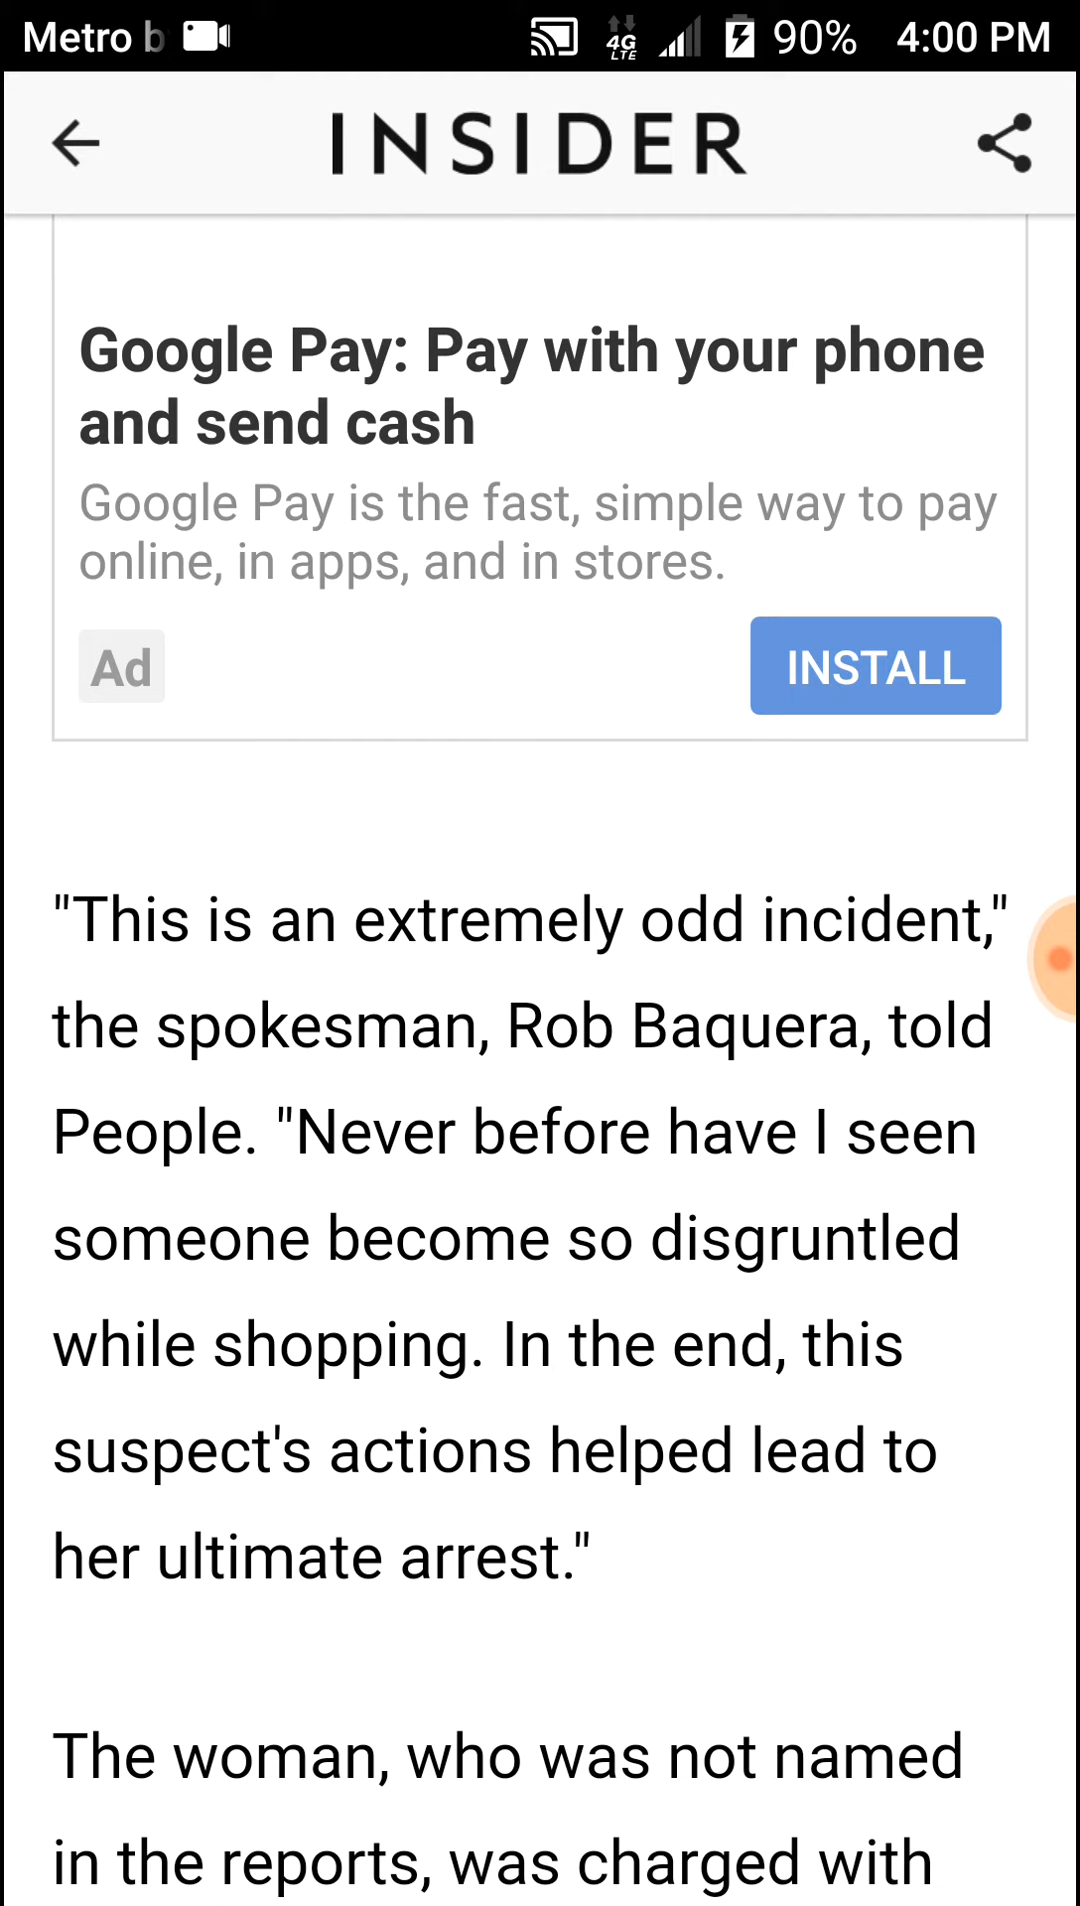 Metro b 4G LTE 90% 4:00 PM
INSIDER
Google Pay: Pay with your phone
and send cash
Google Pay is the fast, simple way to pay
online, in apps, and in stores.
Ad
INSTALL
"This is an extremely odd incident,"
the spokesman, Rob Baquera, told
People. "Never before have I seen
someone become so disgruntled
while shopping. In the end, this
suspect's actions helped lead to
her ultimate arrest."
The woman, who was not named
in the reports, was charged with